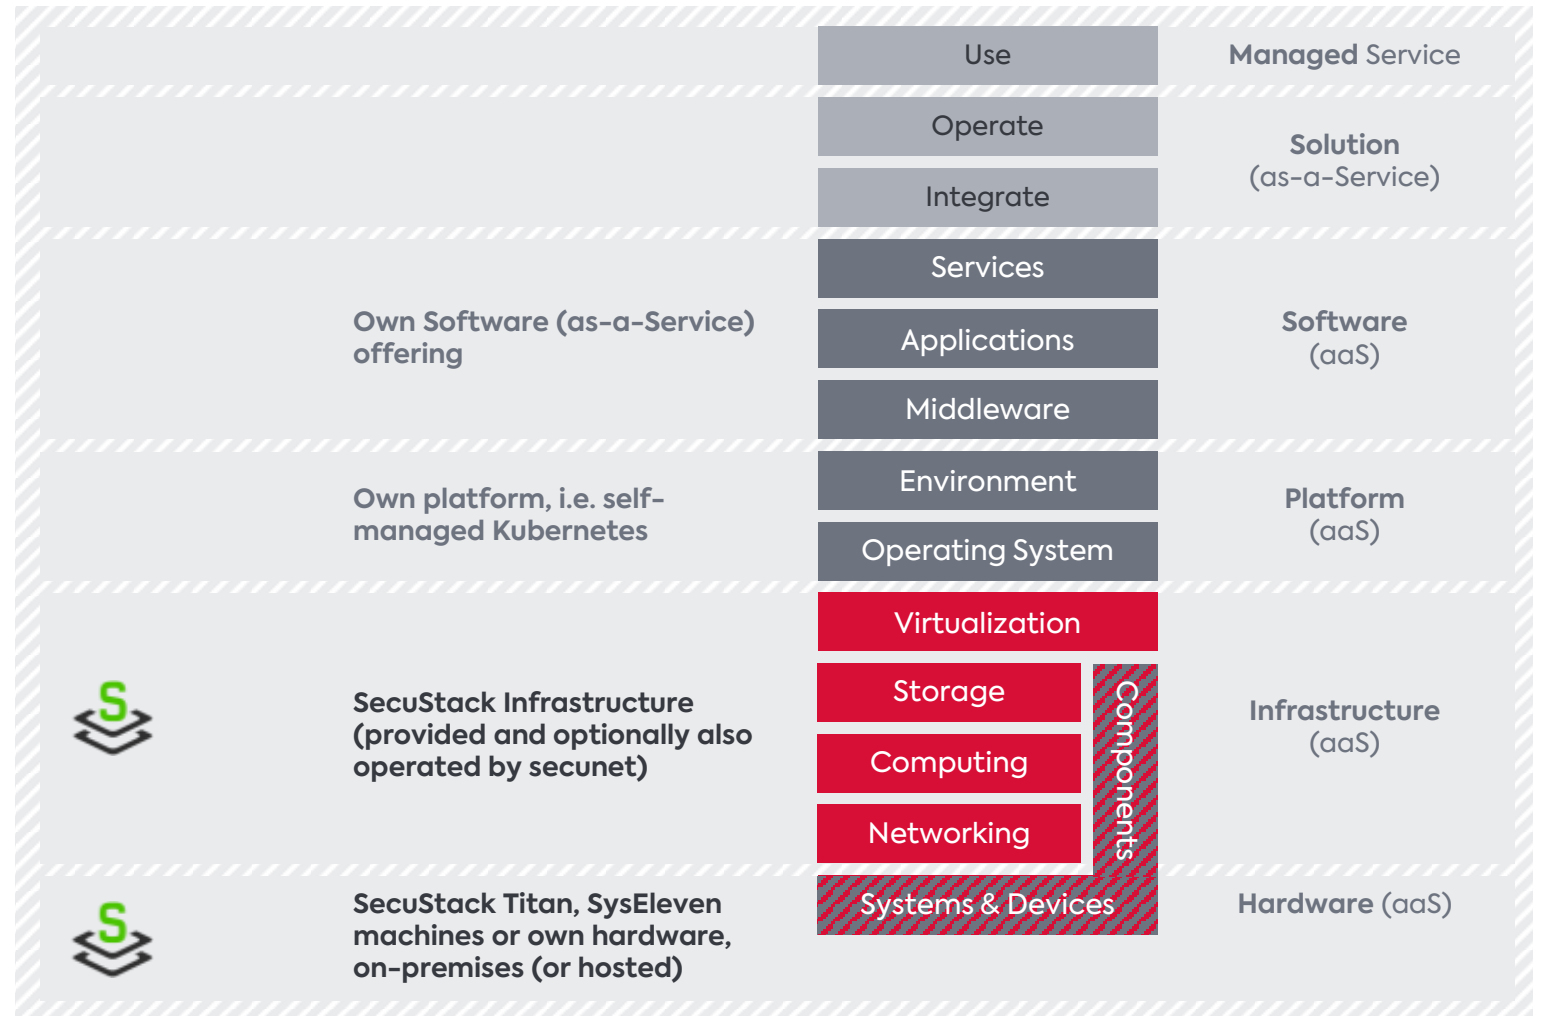 Use
Managed Service
Operate
Solution
(as-a-Service)
Integrate
Services
Own Software (as-a-Service)
offering
Applications
Software
(aaS)
Middleware
Environment
Own platform, i.e. self-
managed Kubernetes
Platform
(aaS)
Operating System
Virtualization
S
SecuStack Infrastructure
(provided and optionally also
operated by secunet)
Storage
Computing
Networking
Components
Infrastructure
(aaS)
S
SecuStack Titan, SysEleven
machines or own hardware,
on-premises (or hosted)
Systems & Devices
Hardware (aaS)